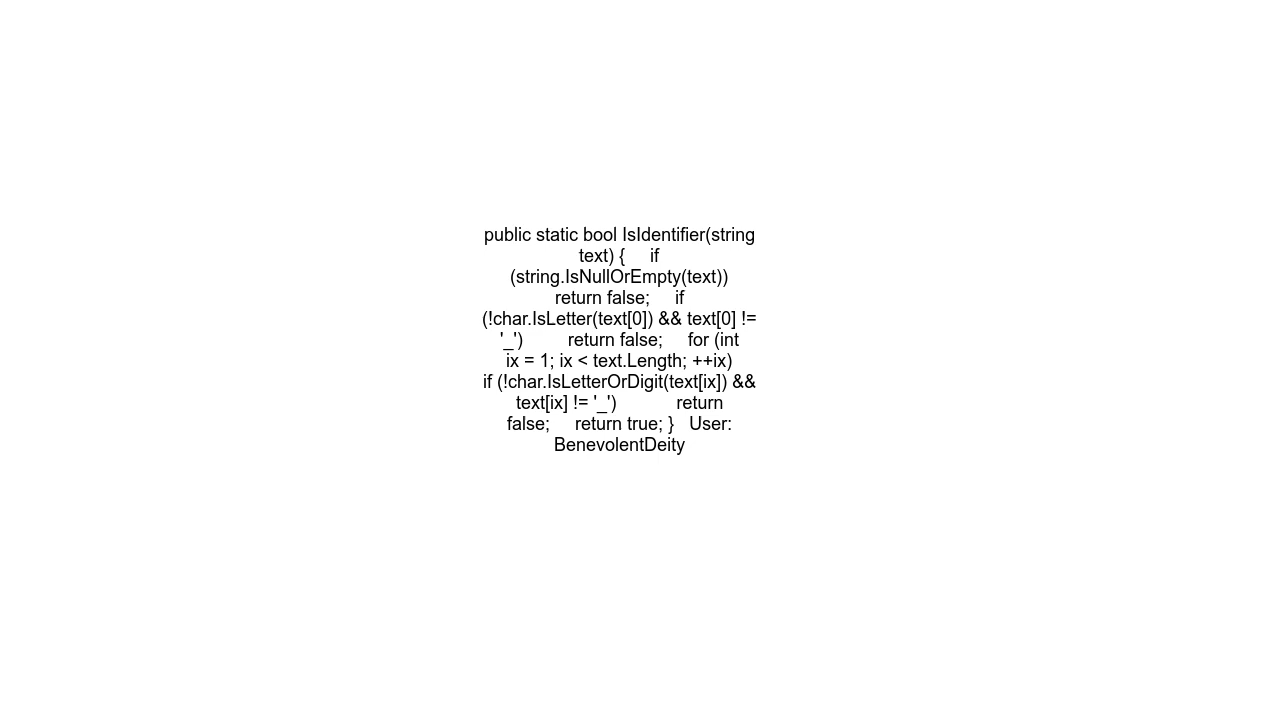 public static bool IsIdentifier(string
text) {     if
(string.IsNullOrEmpty(text))
return false;     if
(!char.IsLetter(text[0]) && text[0] !=
'_')         return false;     for (int
ix = 1; ix < text.Length; ++ix)
if (!char.IsLetterOrDigit(text[ix]) &&
text[ix] != '_')            return
false;     return true; }   User:
BenevolentDeity